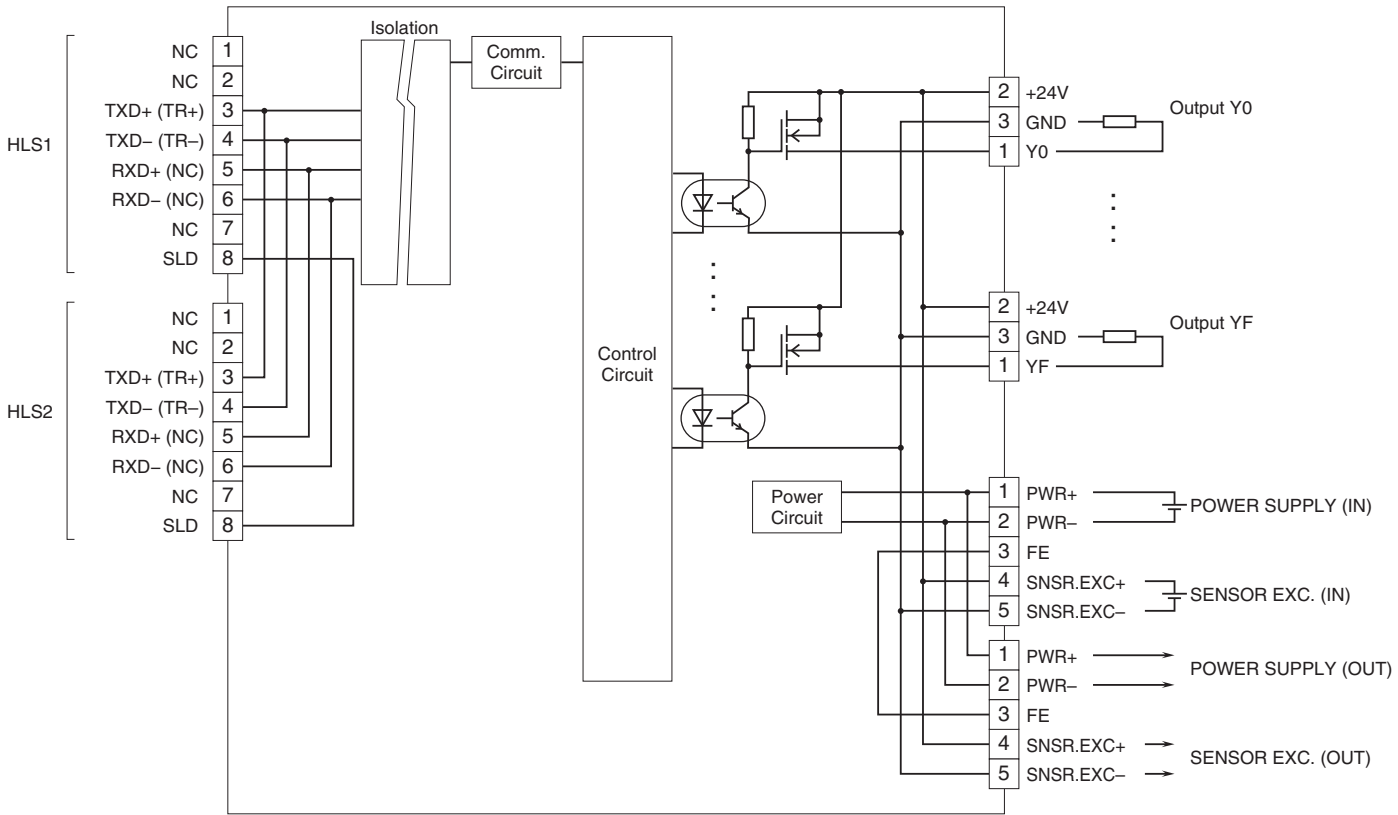 Isolation
Comm.
Circuit
Control
Circuit
Power
Circuit
HLS1
NC 1
NC 2
TXD+ (TR+) 3
TXD– (TR–) 4
RXD+ (NC) 5
RXD– (NC) 6
NC 7
SLD 8
HLS2
NC 1
NC 2
TXD+ (TR+) 3
TXD– (TR–) 4
RXD+ (NC) 5
RXD– (NC) 6
NC 7
SLD 8
2 +24V
3 GND
1 Y0
Output Y0
2 +24V
3 GND
1 YF
Output YF
1 PWR+
2 PWR–
POWER SUPPLY (IN)
3 FE
4 SNSR.EXC+
5 SNSR.EXC–
SENSOR EXC. (IN)
1 PWR+
2 PWR–
POWER SUPPLY (OUT)
3 FE
4 SNSR.EXC+
5 SNSR.EXC–
SENSOR EXC. (OUT)